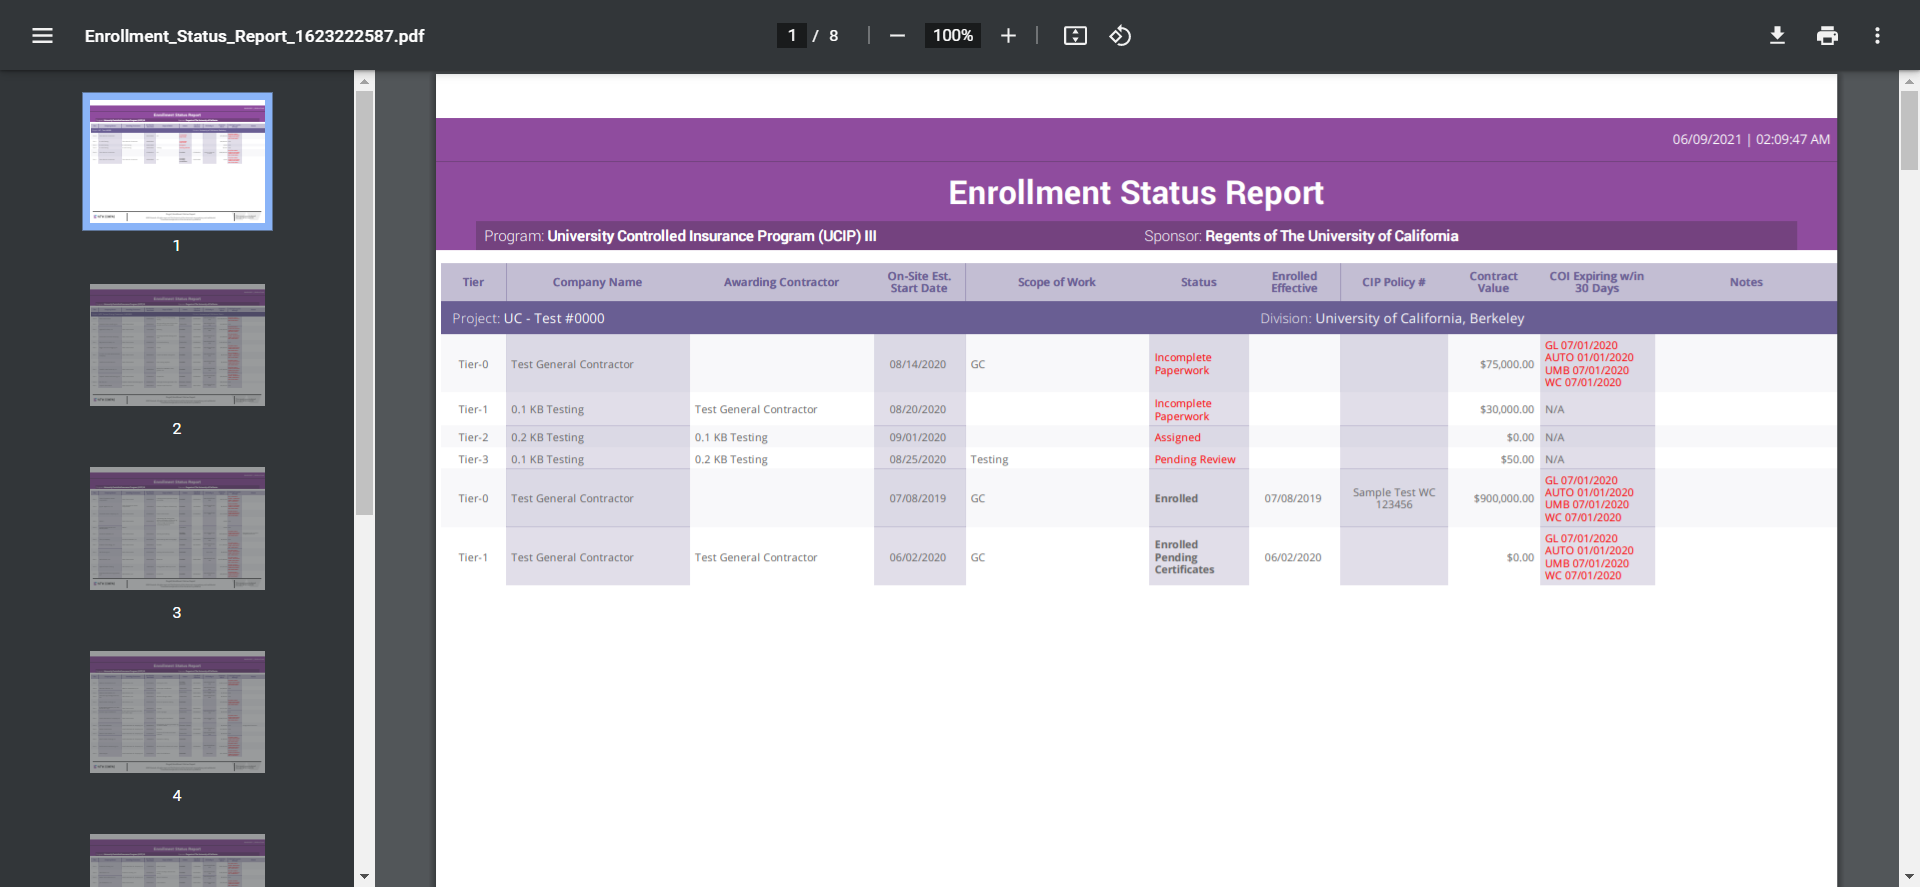 Enrollment_Status_Report_1623222587.pdf
1 / 8
100%
1
2
3
4
06/09/2021 | 02:09:47 AM
Enrollment Status Report
Program: University Controlled Insurance Program (UCIP) III Sponsor: Regents of The University of California
Tier Company Name Awarding Contractor On-Site Est. Start Date Scope of Work Status Enrolled Effective CIP Policy # Contract Value COI Expiring w/in 30 Days Notes
Project: UC - Test #0000 Division: University of California, Berkeley
Tier-0 Test General Contractor 08/14/2020 GC Incomplete Paperwork $75,000.00 GL 07/01/2020 AUTO 01/01/2020 UMB 07/01/2020 WC 07/01/2020
Tier-1 0.1 KB Testing Test General Contractor 08/20/2020 Incomplete Paperwork $30,000.00 N/A
Tier-2 0.2 KB Testing 0.1 KB Testing 09/01/2020 Assigned $0.00 N/A
Tier-3 0.1 KB Testing 0.2 KB Testing 08/25/2020 Testing Pending Review $50.00 N/A
Tier-0 Test General Contractor 07/08/2019 GC Enrolled 07/08/2019 Sample Test WC 123456 $900,000.00 GL 07/01/2020 AUTO 01/01/2020 UMB 07/01/2020 WC 07/01/2020
Tier-1 Test General Contractor Test General Contractor 06/02/2020 GC Enrolled Pending Certificates 06/02/2020 $0.00 GL 07/01/2020 AUTO 01/01/2020 UMB 07/01/2020 WC 07/01/2020